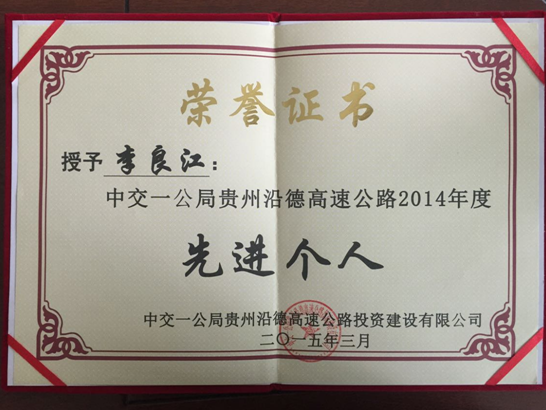 荣誉证书
授予 李良江：
中交一公局贵州沿德高速公路2014年度
先进个人
中交一公局贵州沿德高速公路投资建设有限公司
二〇一五年三月